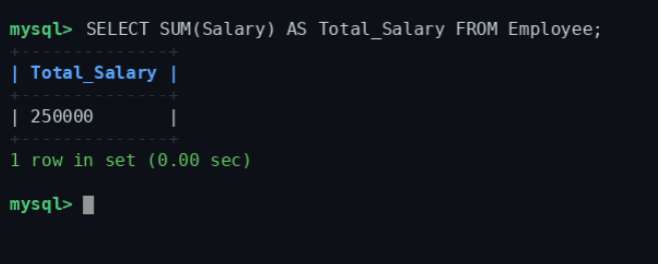 mysql> SELECT SUM(Salary) AS Total_Salary FROM Employee;
+--------------+
| Total_Salary |
+--------------+
| 250000       |
+--------------+
1 row in set (0.00 sec)
mysql>